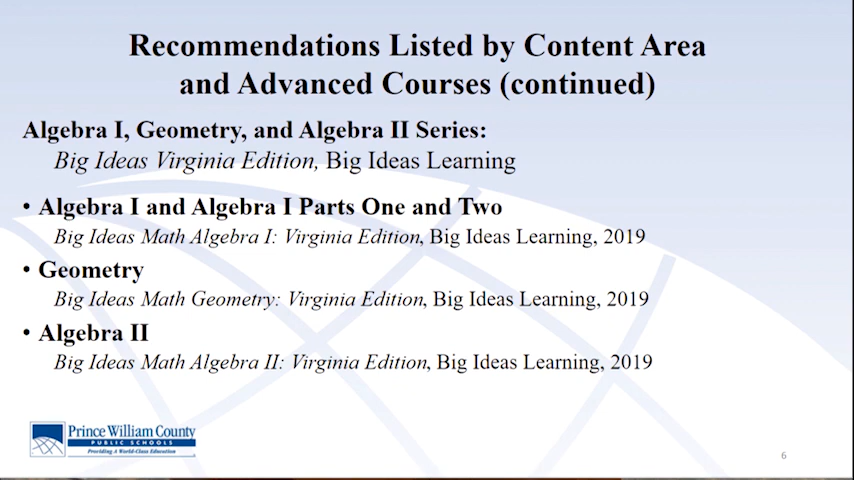 Recommendations Listed by Content Area
and Advanced Courses (continued)
Algebra I, Geometry, and Algebra II Series:
Big Ideas Virginia Edition, Big Ideas Learning
• Algebra I and Algebra I Parts One and Two
Big Ideas Math Algebra I: Virginia Edition, Big Ideas Learning, 2019
• Geometry
Big Ideas Math Geometry: Virginia Edition, Big Ideas Learning, 2019
• Algebra II
Big Ideas Math Algebra II: Virginia Edition, Big Ideas Learning, 2019
Prince William County
PUBLIC SCHOOLS
Providing A World-Class Education
6